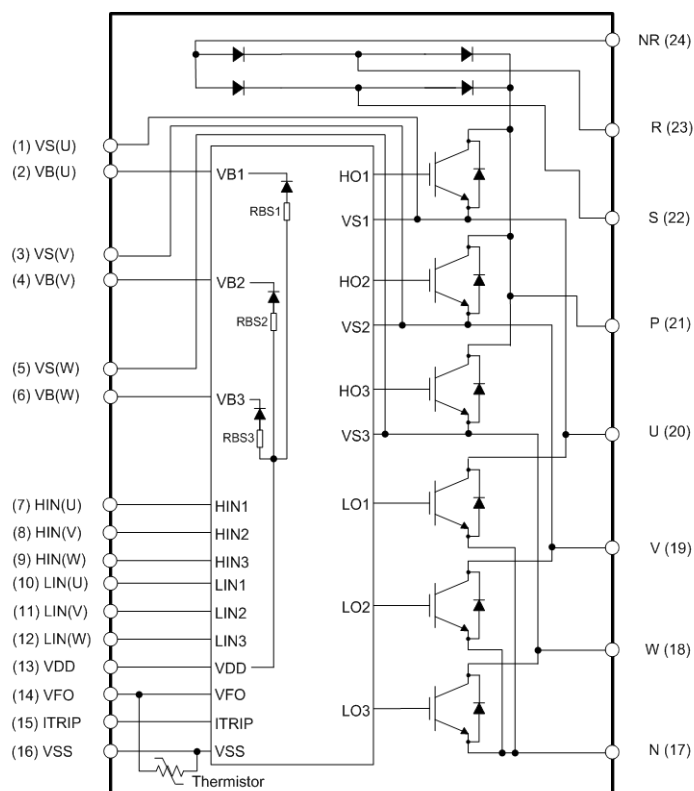 NR (24)
R (23)
(1) VS(U)
(2) VB(U)
VB1
HO1
RBS1
VS1
S (22)
(3) VS(V)
(4) VB(V)
VB2
HO2
RBS2
VS2
P (21)
(5) VS(W)
(6) VB(W)
VB3
HO3
RBS3
VS3
U (20)
(7) HIN(U)
HIN1
LO1
(8) HIN(V)
HIN2
V (19)
(9) HIN(W)
HIN3
(10) LIN(U)
LIN1
(11) LIN(V)
LIN2
LO2
(12) LIN(W)
LIN3
W (18)
(13) VDD
VDD
(14) VFO
VFO
LO3
(15) ITRIP
ITRIP
(16) VSS
VSS
N (17)
Thermistor